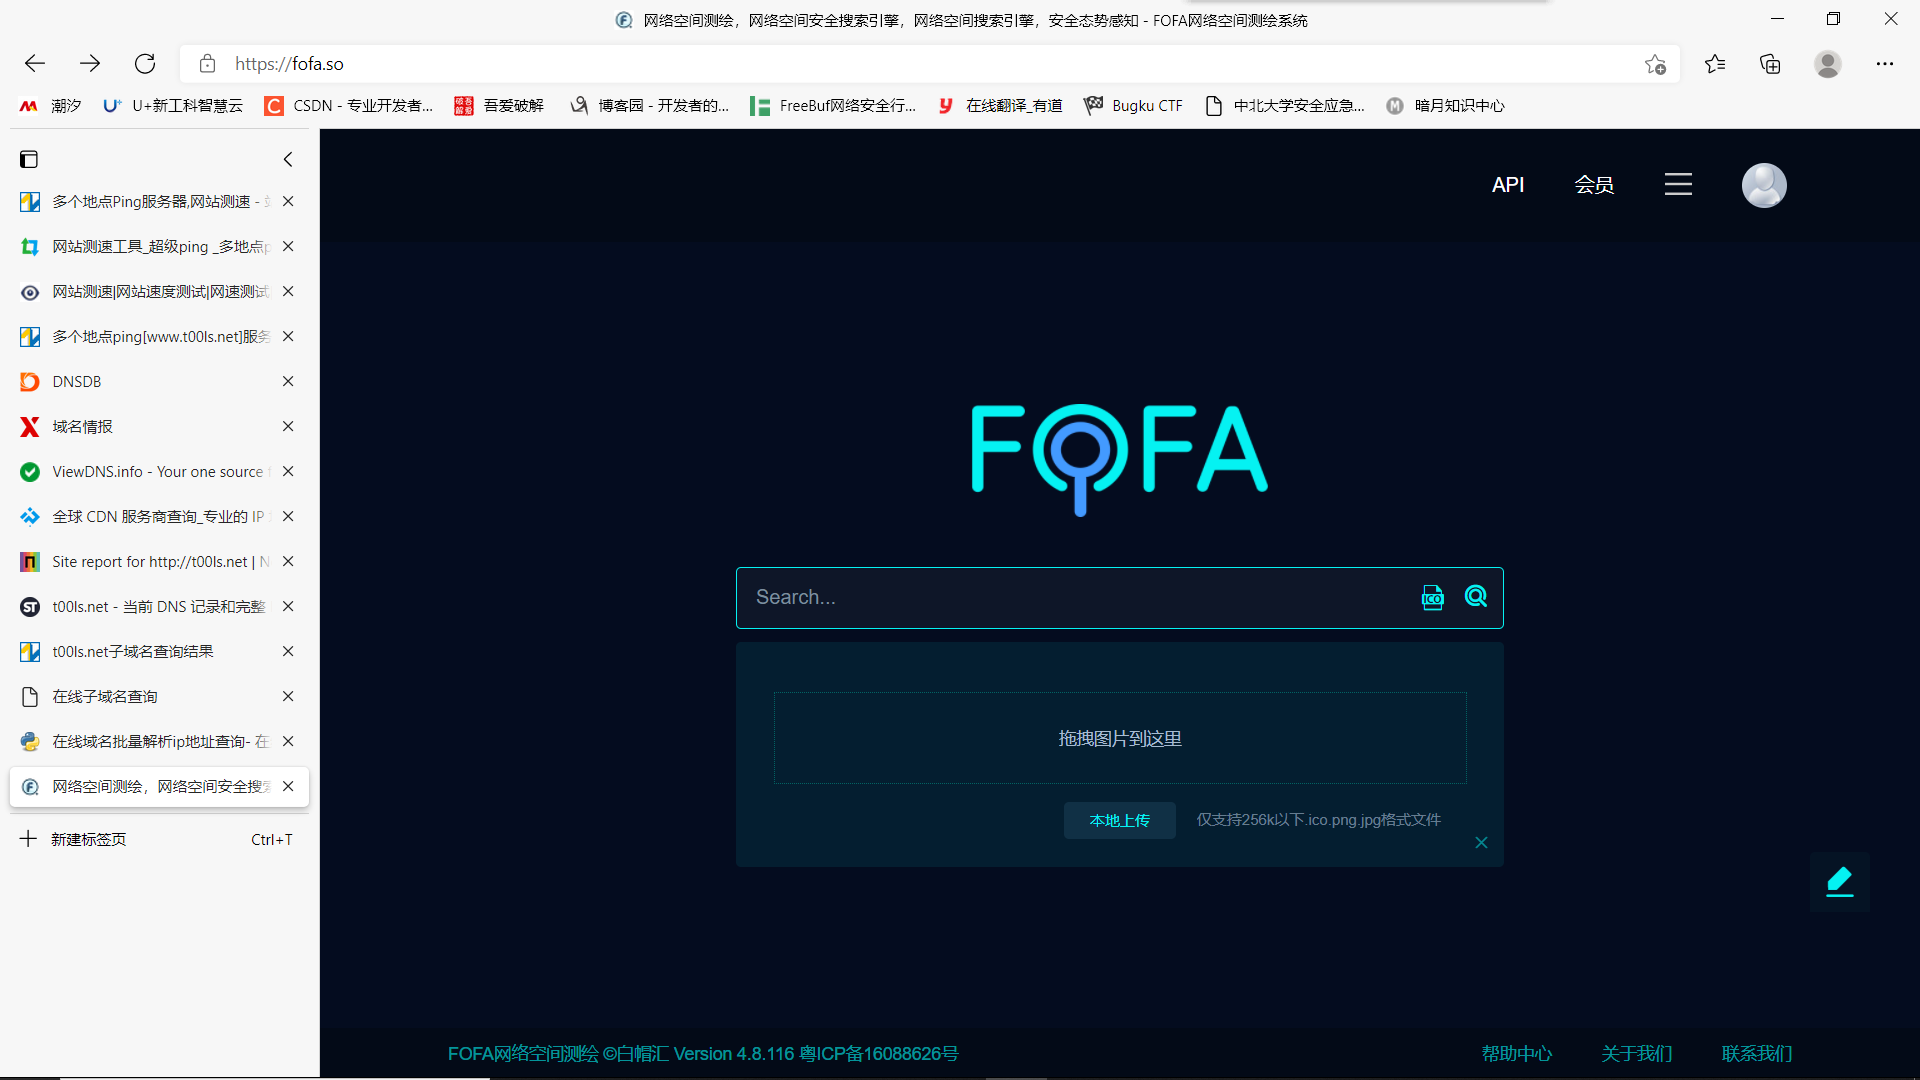 网络空间测绘，网络空间安全搜索引擎，网络空间搜索引擎，安全态势感知 - FOFA网络空间测绘系统
https://fofa.so
潮汐 U+新工科智慧云 CSDN - 专业开发者... 吾爱破解 博客园 - 开发者的... FreeBuf网络安全行... 在线翻译_有道 Bugku CTF 中北大学安全应急... 暗月知识中心
多个地点Ping服务器,网站测速 -
网站测速工具_超级ping _多地点p
网站测速|网站速度测试|网速测试
多个地点ping[www.t00ls.net]服务
DNSDB
域名情报
ViewDNS.info - Your one source
全球 CDN 服务商查询_专业的 IP
Site report for http://t00ls.net | N
t00ls.net - 当前 DNS 记录和完整
t00ls.net子域名查询结果
在线子域名查询
在线域名批量解析ip地址查询- 在
网络空间测绘，网络空间安全搜索
新建标签页 Ctrl+T
API 会员
FOFA
Search...
ICO
拖拽图片到这里
本地上传 仅支持256k以下.ico.png.jpg格式文件
FOFA网络空间测绘 ©白帽汇 Version 4.8.116 粤ICP备16088626号
帮助中心 关于我们 联系我们